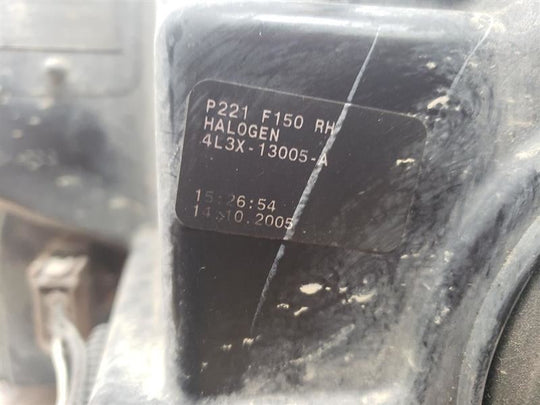 P221 F150 RH
HALOGEN
4L3X-13005-A
15:26:54
14.10.2005